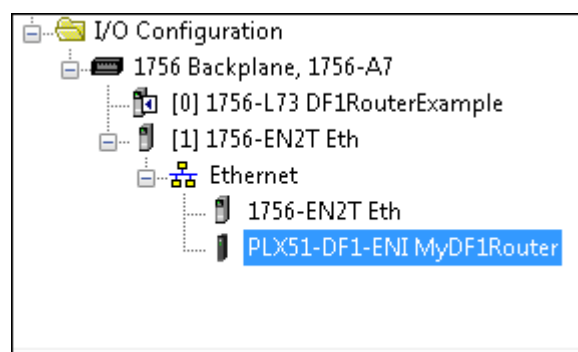 I/O Configuration
1756 Backplane, 1756-A7
[0] 1756-L73 DF1RouterExample
[1] 1756-EN2T Eth
Ethernet
1756-EN2T Eth
PLX51-DF1-ENI MyDF1Router